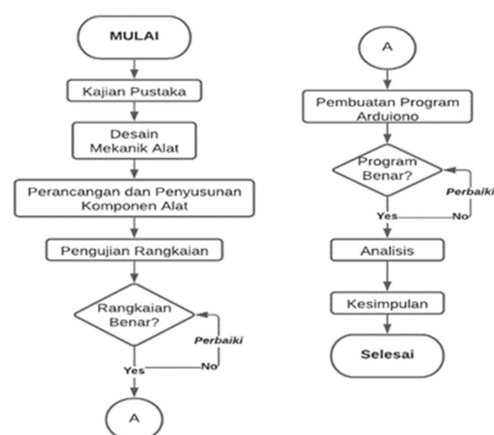 MULAI
Kajian Pustaka
Desain
Mekanik Alat
Perancangan dan Penyusunan
Komponen Alat
Pengujian Rangkaian
Rangkaian
Benar?
Perbaiki
Yes
No
A
A
Pembuatan Program
Arduiono
Program
Benar?
Perbaiki
Yes
No
Analisis
Kesimpulan
Selesai